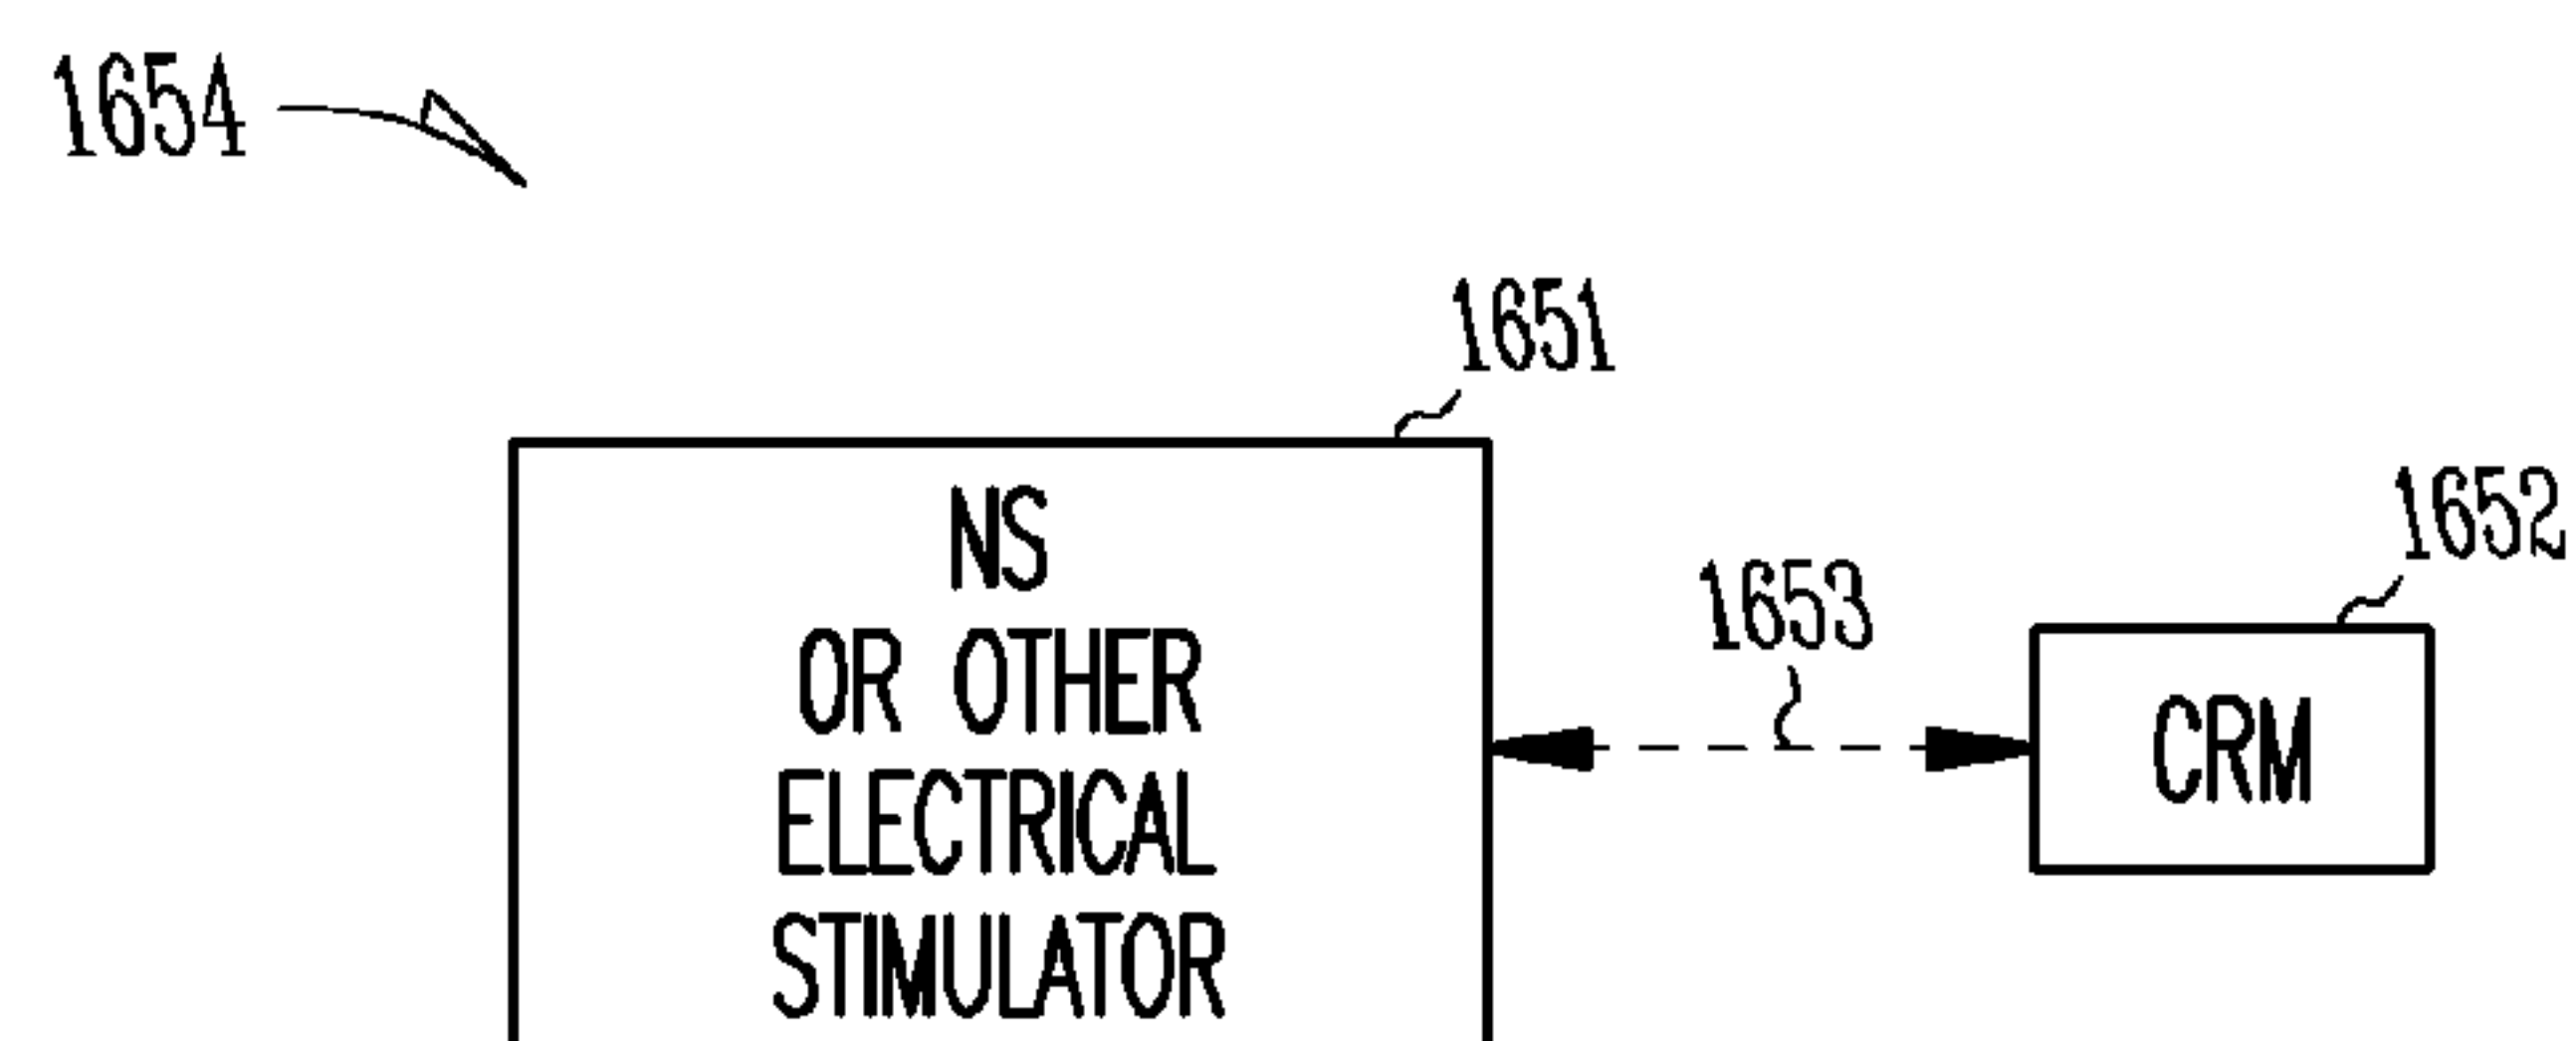 1654
1651
NS
OR OTHER
ELECTRICAL
STIMULATOR
1653
1652
CRM